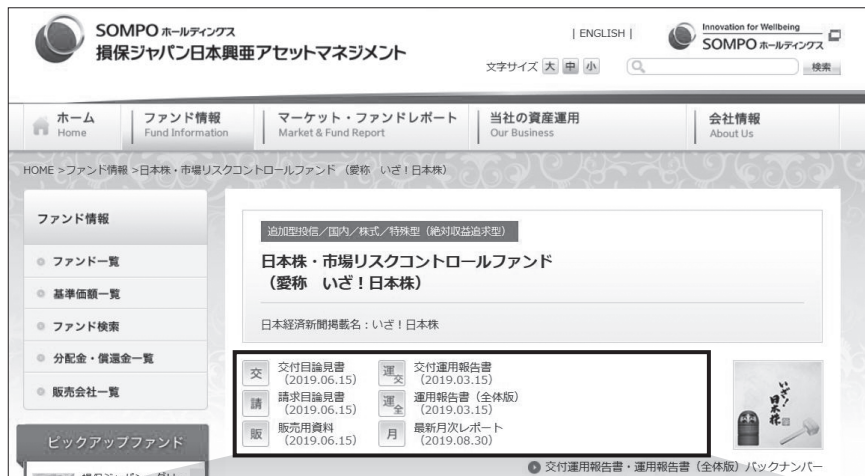 SOMPO ホールディングス
損保ジャパン日本興亜アセットマネジメント
| ENGLISH |
Innovation for Wellbeing
SOMPO ホールディングス
文字サイズ 大 中 小
検索
ホーム
Home
ファンド情報
Fund Information
マーケット・ファンドレポート
Market & Fund Report
当社の資産運用
Our Business
会社情報
About Us
HOME >ファンド情報 >日本株・市場リスクコントロールファンド (愛称 いざ!日本株)
ファンド情報
ファンド一覧
基準価額一覧
ファンド検索
分配金・償還金一覧
販売会社一覧
ピックアップファンド
追加型投信/国内/株式/特殊型(絶対収益追求型)
日本株・市場リスクコントロールファンド
(愛称 いざ!日本株)
日本経済新聞掲載名:いざ!日本株
交 交付目論見書
(2019.06.15)
運交 交付運用報告書
(2019.03.15)
請 請求目論見書
(2019.06.15)
運全 運用報告書(全体版)
(2019.03.15)
販 販売用資料
(2019.06.15)
月 最新月次レポート
(2019.08.30)
いざ!
日本株
交付運用報告書・運用報告書(全体版)バックナンバー